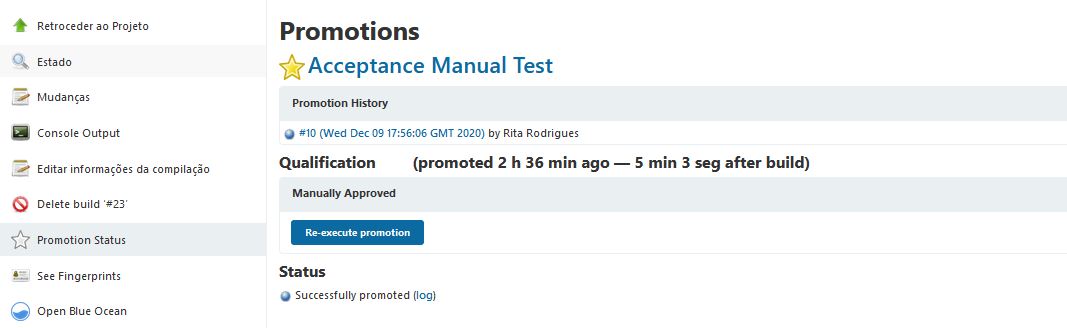 Retroceder ao Projeto
Estado
Mudanças
Console Output
Editar informações da compilação
Delete build '#23'
Promotion Status
See Fingerprints
Open Blue Ocean
Promotions
Acceptance Manual Test
Promotion History
#10 (Wed Dec 09 17:56:06 GMT 2020) by Rita Rodrigues
Qualification (promoted 2 h 36 min ago — 5 min 3 seg after build)
Manually Approved
Re-execute promotion
Status
Successfully promoted (log)